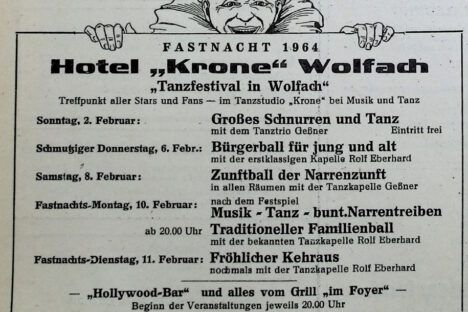 FASTNACHT 1964
Hotel „Krone" Wolfach
„Tanzfestival in Wolfach"
Treffpunkt aller Stars und Fans — im Tanzstudio „Krone" bei Musik und Tanz
Sonntag, 2. Februar: Großes Schnurren und Tanz
mit dem Tanztrio Geßner Eintritt frei
Schmutziger Donnerstag, 6. Febr.: Bürgerball für jung und alt
mit der erstklassigen Kapelle Rolf Eberhard
Samstag, 8. Februar: Zunftball der Narrenzunft
in allen Räumen mit der Tanzkapelle Geßner
Fastnachts-Montag, 10. Februar: nach dem Festspiel
Musik - Tanz - bunt.Narrentreiben
ab 20.00 Uhr Traditioneller Familienball
mit der bekannten Tanzkapelle Rolf Eberhard
Fastnachts-Dienstag, 11. Februar: Fröhlicher Kehraus
nochmals mit der Tanzkapelle Rolf Eberhard
— „Hollywood-Bar" und alles vom Grill „im Foyer" —
Beginn der Veranstaltungen jeweils 20.00 Uhr